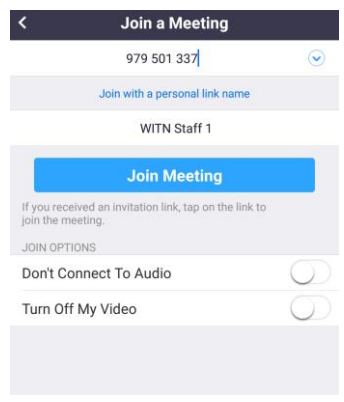 Join a Meeting
979 501 337
Join with a personal link name
WITN Staff 1
Join Meeting
If you received an invitation link, tap on the link to
join the meeting.
JOIN OPTIONS
Don't Connect To Audio
Turn Off My Video